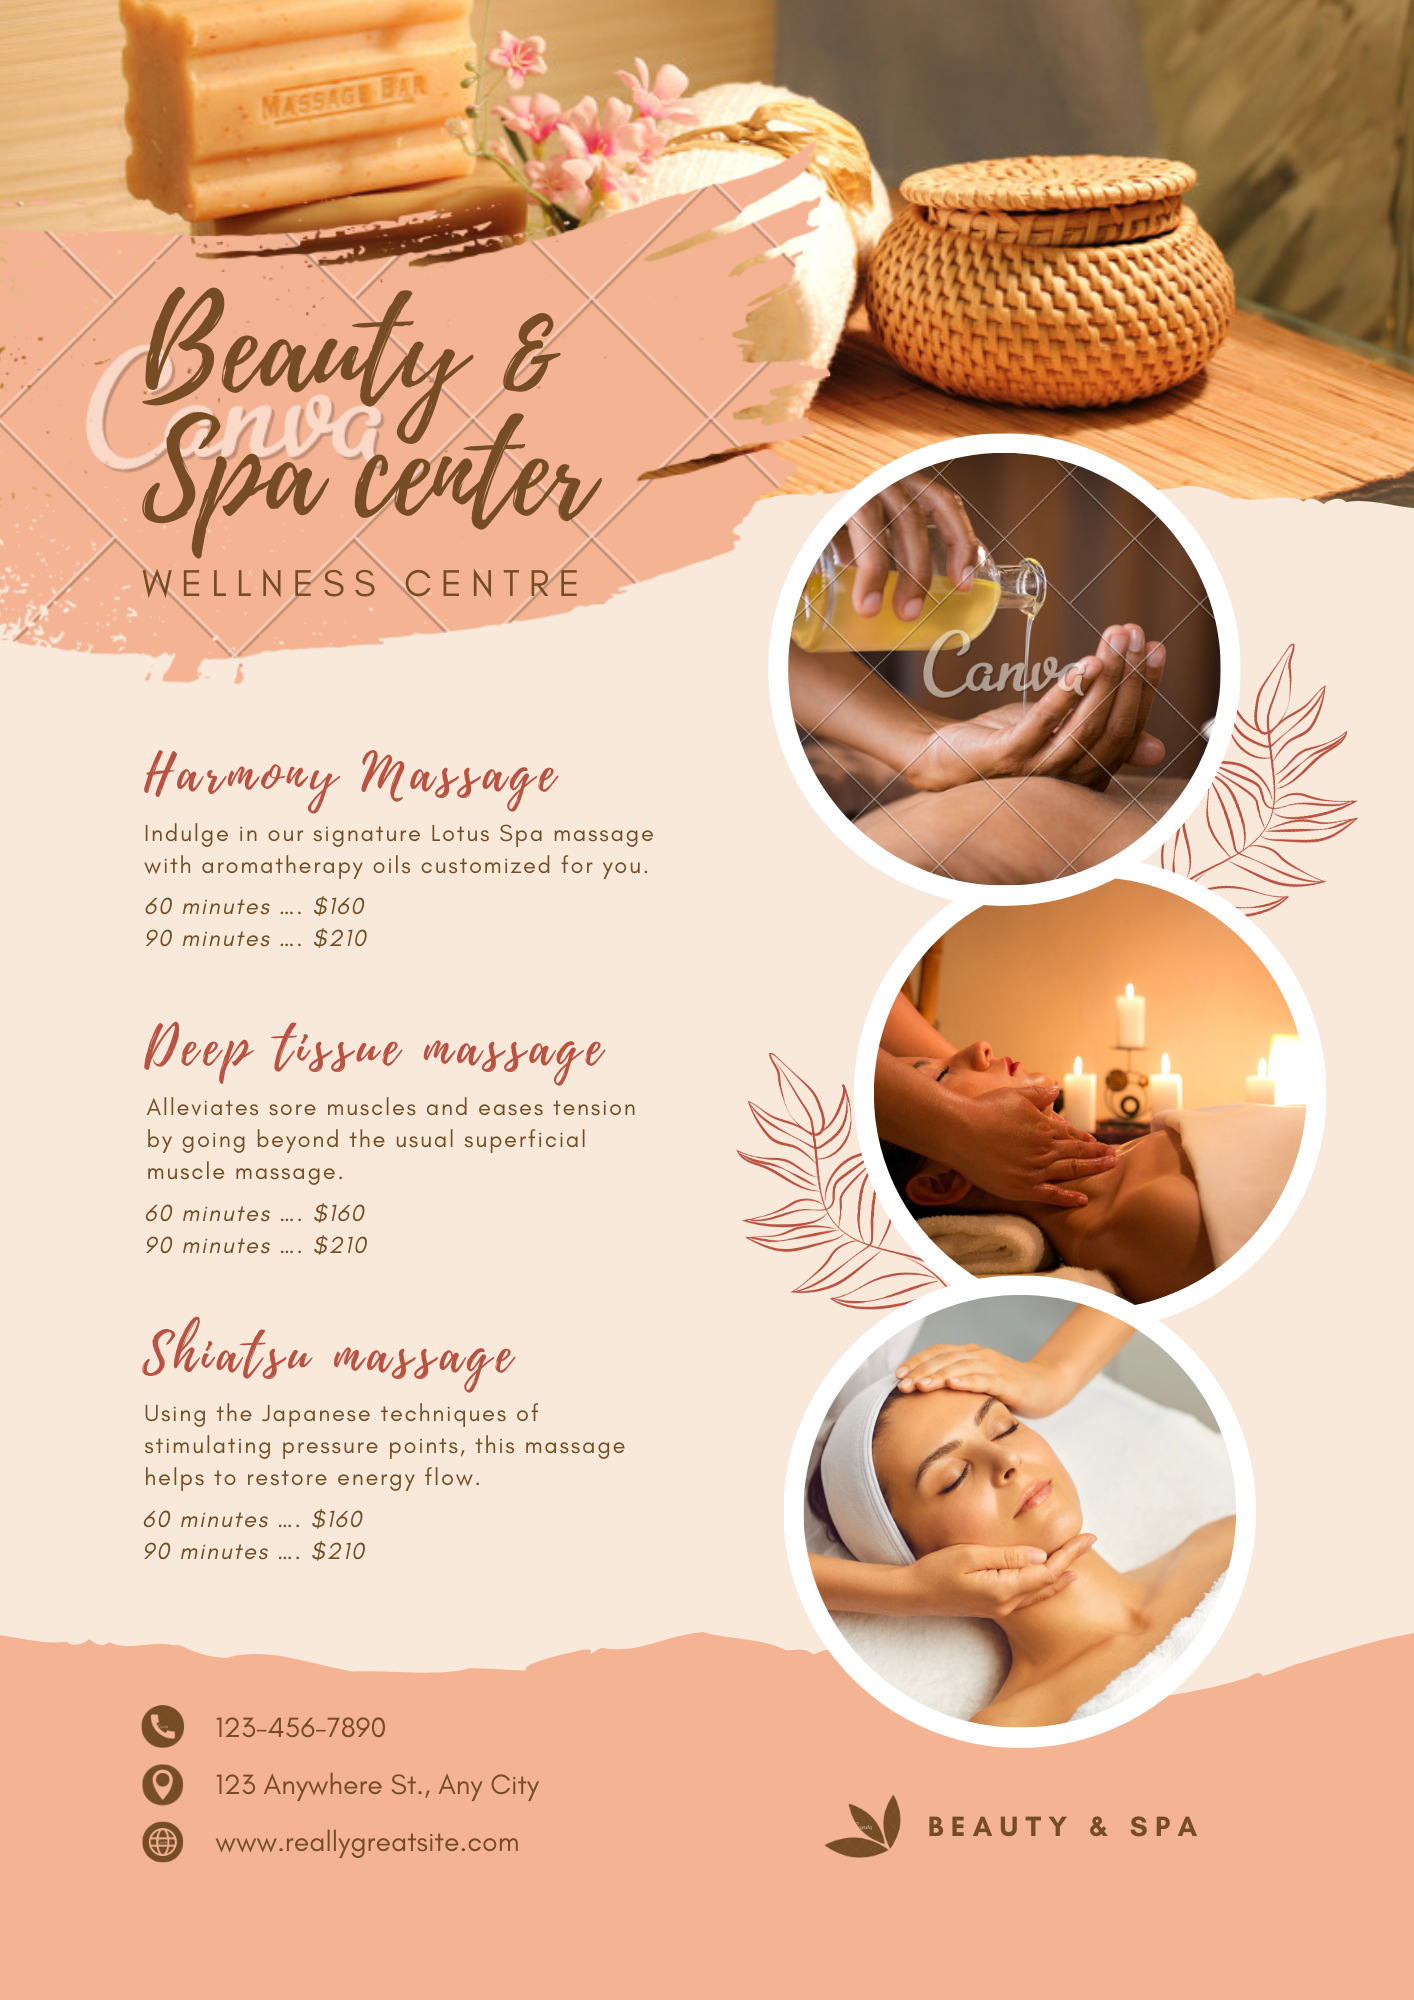 MASSAGE BAR
Beauty &
Spa center
Canva
WELLNESS CENTRE
Canva
Harmony Massage
Indulge in our signature Lotus Spa massage
with aromatherapy oils customized for you.
60 minutes .... $160
90 minutes .... $210
Deep tissue massage
Alleviates sore muscles and eases tension
by going beyond the usual superficial
muscle massage.
60 minutes .... $160
90 minutes .... $210
Shiatsu massage
Using the Japanese techniques of
stimulating pressure points, this massage
helps to restore energy flow.
60 minutes .... $160
90 minutes .... $210
123-456-7890
123 Anywhere St., Any City
www.reallygreatsite.com
BEAUTY & SPA